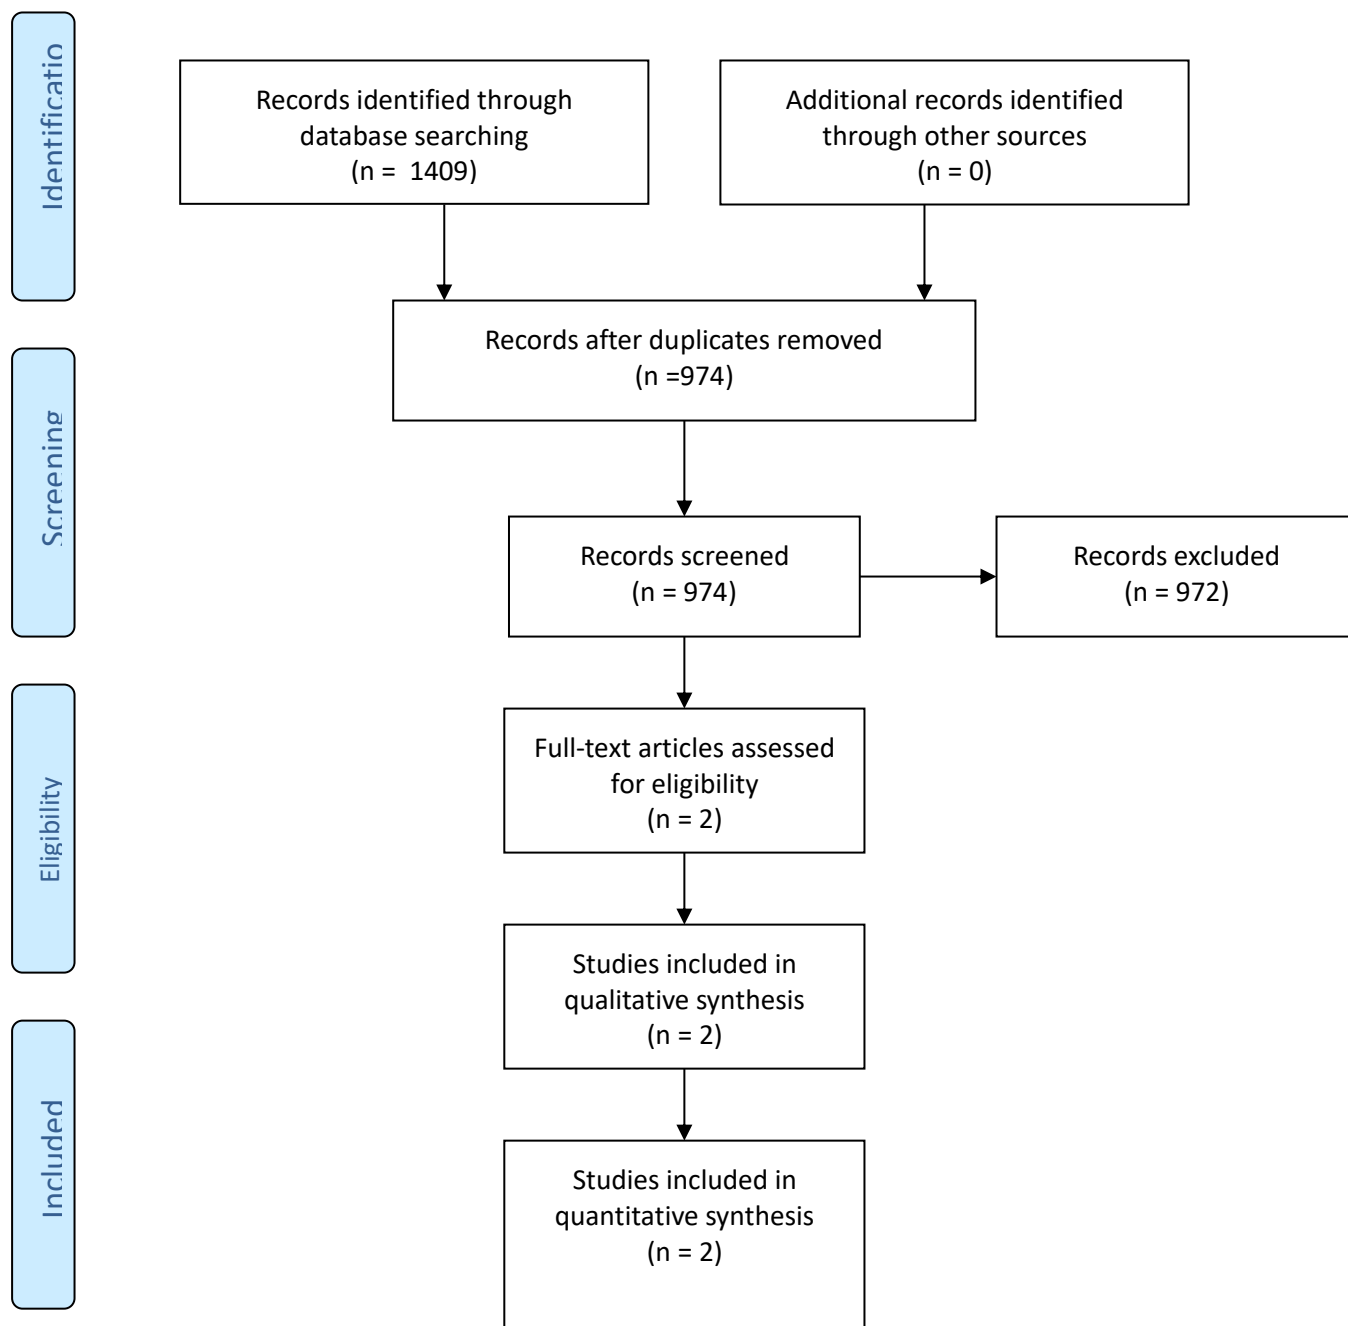 Identificatio
Records identified through
database searching
(n =  1409)
Additional records identified
through other sources
(n = 0)
Records after duplicates removed
(n =974)
Screening
Records screened
(n = 974)
Records excluded
(n = 972)
Eligibility
Full-text articles assessed
for eligibility
(n = 2)
Studies included in
qualitative synthesis
(n = 2)
Included
Studies included in
quantitative synthesis
(n = 2)